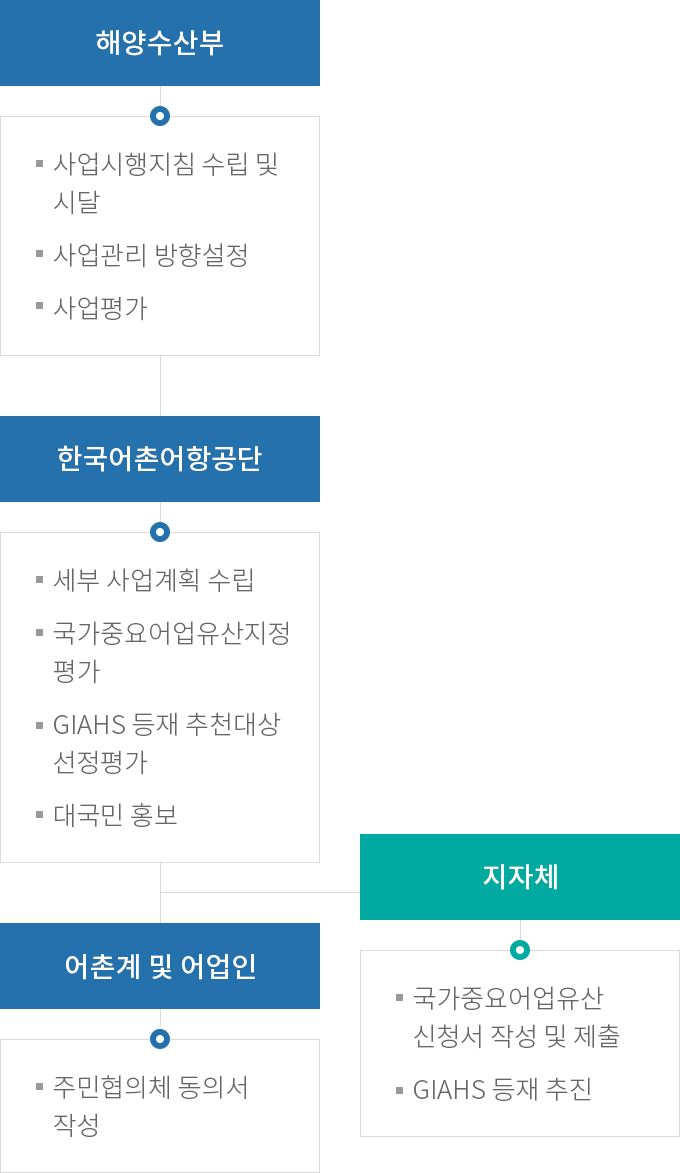 해양수산부
사업시행지침 수립 및
시달
사업관리 방향설정
사업평가
한국어촌어항공단
세부 사업계획 수립
국가중요어업유산지정
평가
GIAHS 등재 추천대상
선정평가
대국민 홍보
지자체
국가중요어업유산
신청서 작성 및 제출
GIAHS 등재 추진
어촌계 및 어업인
주민협의체 동의서
작성